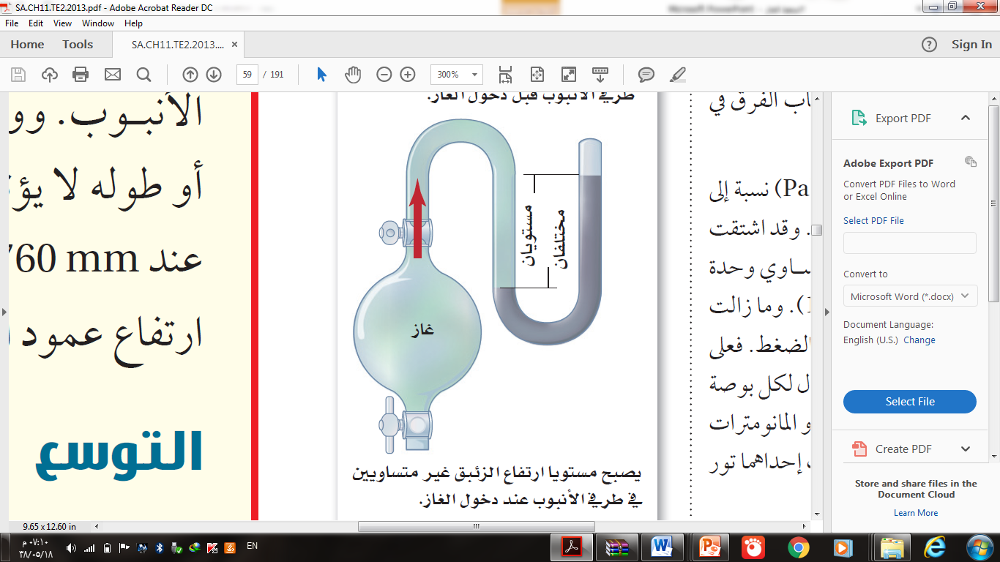 SA.CH11.TE2.2013.pdf - Adobe Acrobat Reader DC
File Edit View Window Help
Home Tools SA.CH11.TE2.2013.... × Sign In
59 / 191 300%
طرفي الأنبوب قبل دخول الغاز.
مستويان
مختلفان
غاز
يصبح مستويا ارتفاع الزئبق غير متساويين
في طرفي الأنبوب عند دخول الغاز.
اب الفرق في
Pa) نسبة إلى
. وقد اشتقت
ساوي وحدة
). وما زالت
الضغط. فعلى
ل لكل بوصة
و المانومترات
إحداهما تور
الأنبوب. وو
أو طوله لا يؤ
عند 760 mm
ارتفاع عمود
التوسع
Export PDF
Adobe Export PDF
Convert PDF Files to Word
or Excel Online
Select PDF File
Convert to
Microsoft Word (*.docx)
Document Language:
English (U.S.) Change
Select File
Create PDF
Store and share files in the
Document Cloud
Learn More
9.65 x 12.60 in
EN
٠٧:١٠ م
٣٨/٠٥/١٨